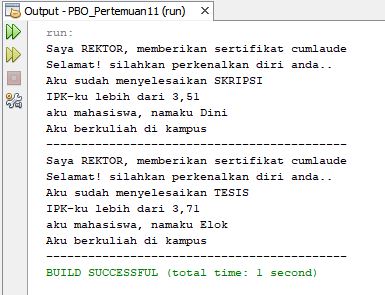 Output - PBO_Pertemuan11 (run)
run:
Saya REKTOR, memberikan sertifikat cumlaude
Selamat! silahkan perkenalkan diri anda..
Aku sudah menyelesaikan SKRIPSI
IPK-ku lebih dari 3,51
aku mahasiswa, namaku Dini
Aku berkuliah di kampus
--------------------------------------------
Saya REKTOR, memberikan sertifikat cumlaude
Selamat! silahkan perkenalkan diri anda..
Aku sudah menyelesaikan TESIS
IPK-ku lebih dari 3,71
aku mahasiswa, namaku Elok
Aku berkuliah di kampus
--------------------------------------------
BUILD SUCCESSFUL (total time: 1 second)